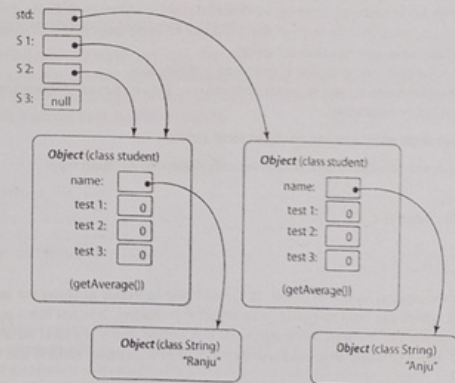 std:
S 1:
S 2:
S 3: null
Object (class student)
name:
test 1: 0
test 2: 0
test 3: 0
(getAverage())
Object (class student)
name:
test 1: 0
test 2: 0
test 3: 0
(getAverage())
Object (class String)
"Ranju"
Object (class String)
"Anju"